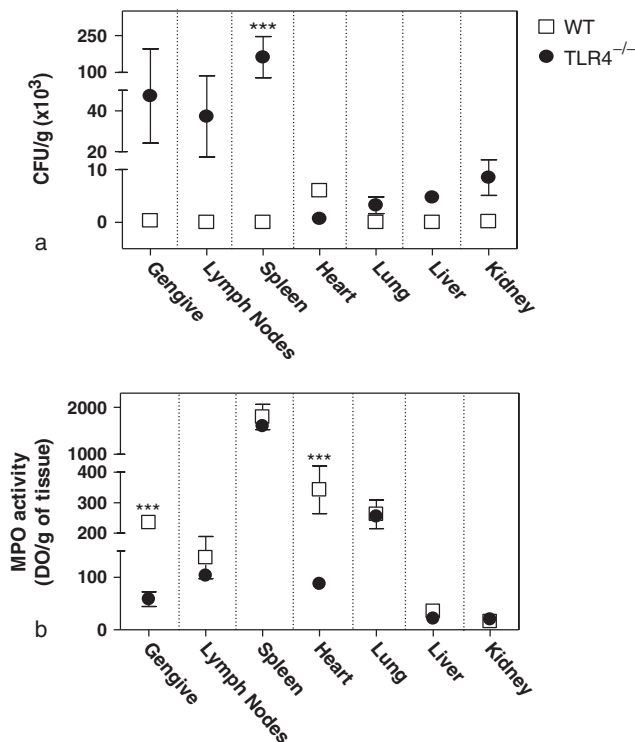 WT
TLR4−/−
***
250
100
40
20
10
0
CFU/g (x10³)
a
Gengive
Lymph Nodes
Spleen
Heart
Lung
Liver
Kidney
2000
1000
400
300
200
100
0
***
***
MPO activity
(DO/g of tissue)
b
Gengive
Lymph Nodes
Spleen
Heart
Lung
Liver
Kidney